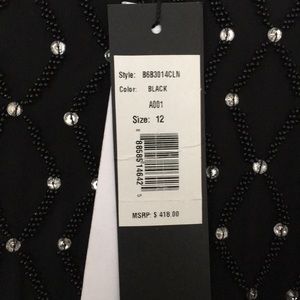 Style: B6B3014CLN
Color: BLACK
A001
Size: 12
MSRP: $ 418.00